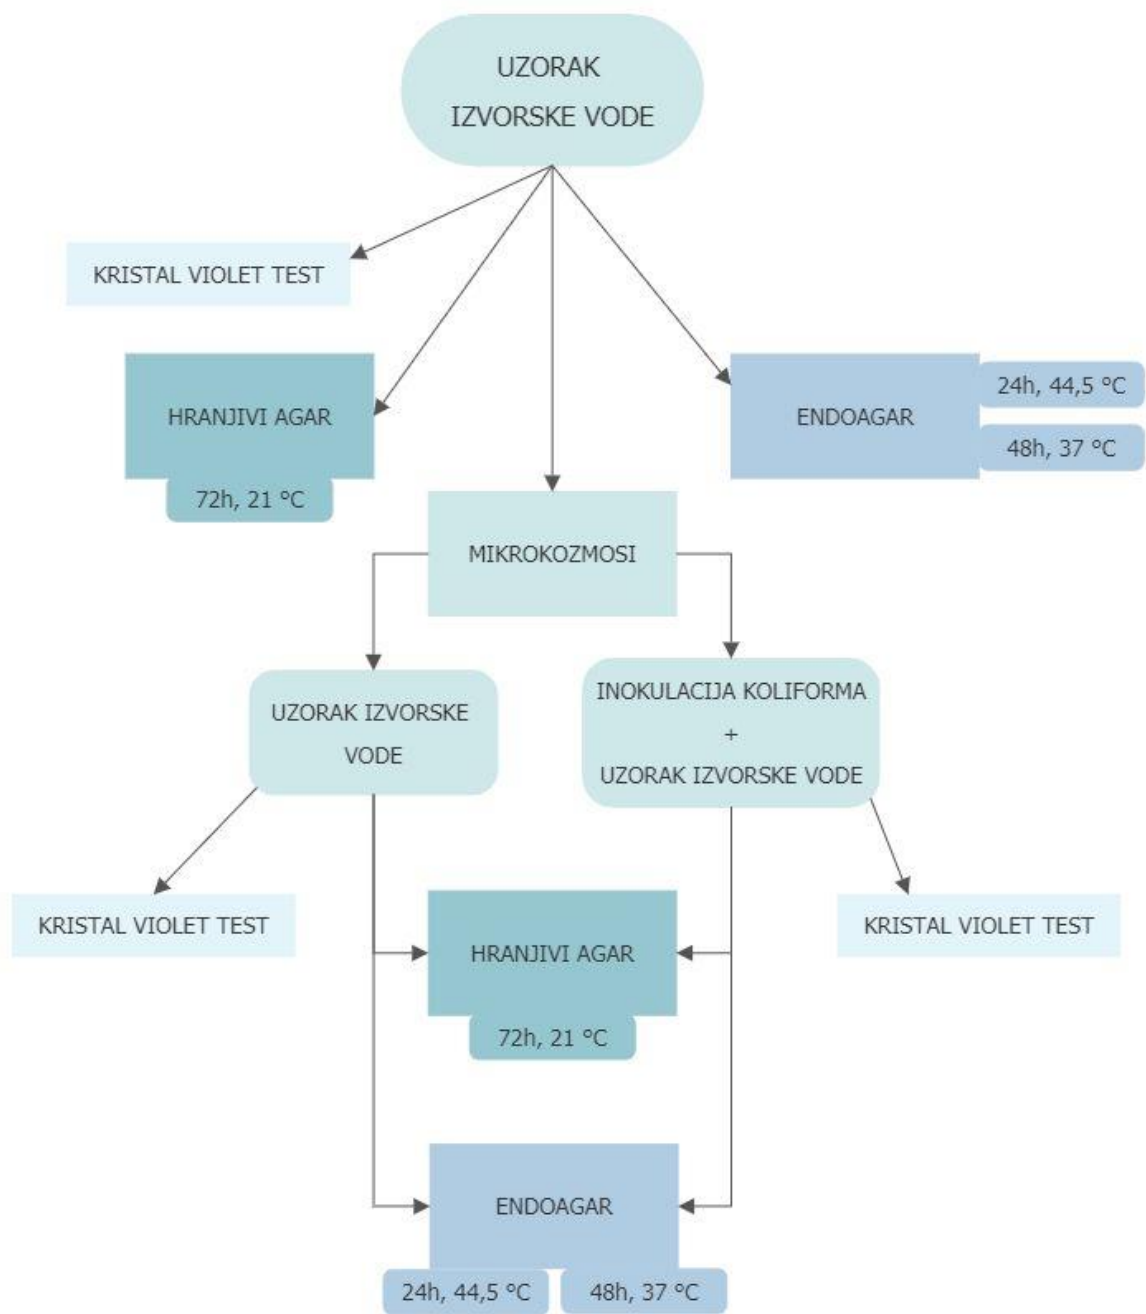 UZORAK
IZVORSKE VODE
KRISTAL VIOLET TEST
HRANJIVI AGAR
72h, 21 °C
ENDOAGAR
24h, 44,5 °C
48h, 37 °C
MIKROKOZMOSI
UZORAK IZVORSKE
VODE
INOKULACIJA KOLIFORMA
+
UZORAK IZVORSKE VODE
KRISTAL VIOLET TEST
HRANJIVI AGAR
72h, 21 °C
KRISTAL VIOLET TEST
ENDOAGAR
24h, 44,5 °C
48h, 37 °C